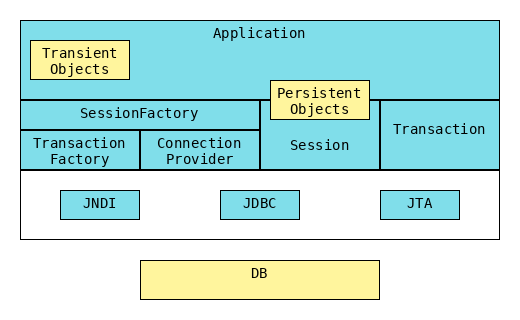 Application
Transient
Objects
Persistent
Objects
SessionFactory
Transaction
Session
Transaction
Factory
Connection
Provider
JNDI
JDBC
JTA
DB